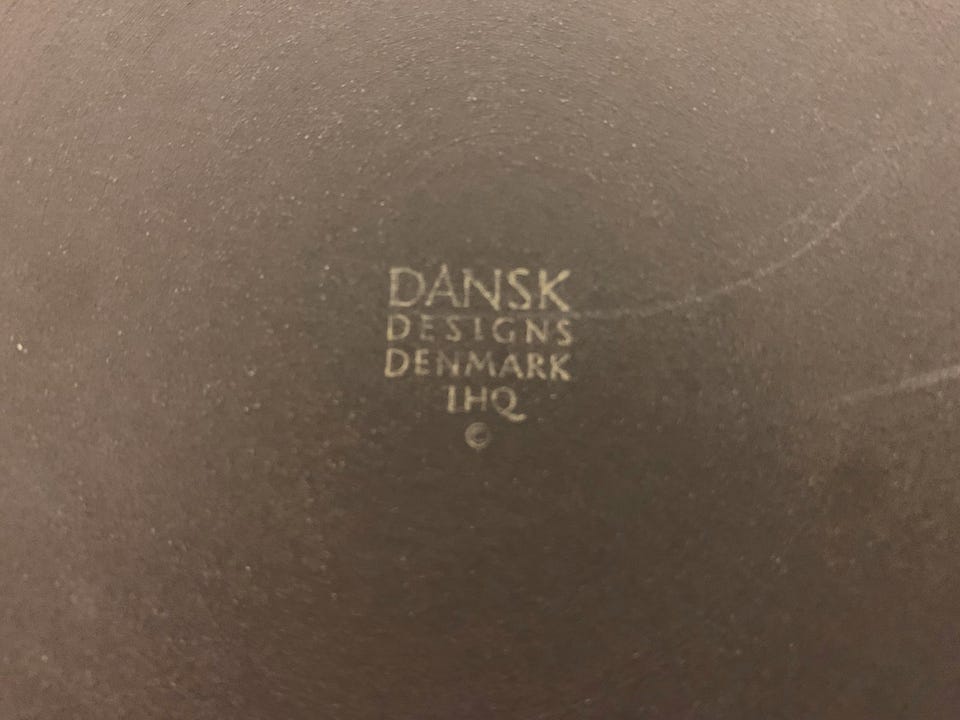 DANSK
DESIGNS
DENMARK
IHQ
©